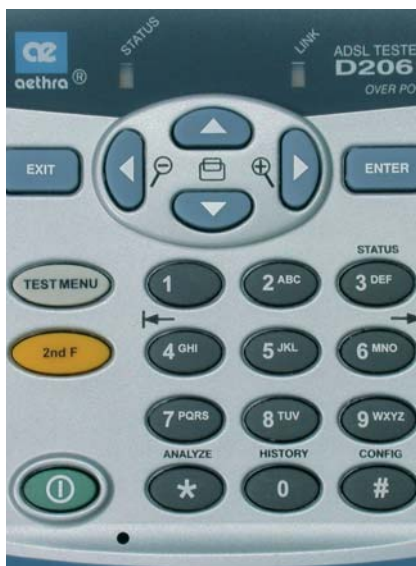 STATUS
LINK
ae
aethra ®
ADSL TESTE
D206
OVER PO
EXIT
ENTER
STATUS
TEST MENU
1
2 ABC
3 DEF
2nd F
4 GHI
5 JKL
6 MNO
7 PQRS
8 TUV
9 WXYZ
ANALYZE
HISTORY
CONFIG
*
0
#